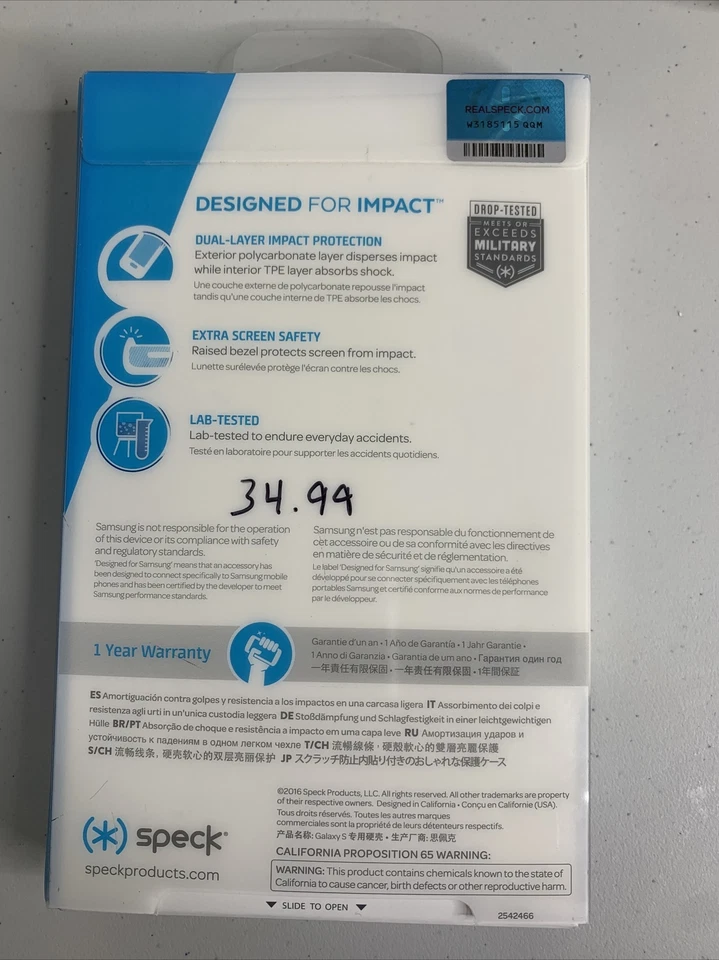 REALSPECK.COM
W3185115QQM
DESIGNED FOR IMPACT™
DROP-TESTED
MEETS OR
EXCEEDS
MILITARY
STANDARDS
DUAL-LAYER IMPACT PROTECTION
Exterior polycarbonate layer disperses impact
while interior TPE layer absorbs shock.
Une couche externe de polycarbonate repousse l'impact
tandis qu'une couche interne de TPE absorbe les chocs.
EXTRA SCREEN SAFETY
Raised bezel protects screen from impact.
Lunette surélevée protège l'écran contre les chocs.
LAB-TESTED
Lab-tested to endure everyday accidents.
Testé en laboratoire pour supporter les accidents quotidiens.
34.99
Samsung is not responsible for the operation
of this device or its compliance with safety
and regulatory standards.
'Designed for Samsung' means that an accessory has
been designed to connect specifically to Samsung mobile
phones and has been certified by the developer to meet
Samsung performance standards.
Samsung n'est pas responsable du fonctionnement de
cèt accessoire ou de sa conformité avec les directives
en matière de sécurité et de réglementation.
Le label 'Designed for Samsung' signifie qu'un accessoire a été
développé pour se connecter spécifiquement avec les téléphones
portables Samsung et certifié conforme aux normes de performance
par le développeur.
1 Year Warranty
Garantie d'un an • 1 Año de Garantía • 1 Jahr Garantie •
1 Anno di Garanzia • Garantia de um ano • Гарантия один год
一年責任有限保固 • 一年责任有限保固 • 1年間保証
ES Amortiguación contra golpes y resistencia a los impactos en una carcasa ligera IT Assorbimento dei colpi e
resistenza agli urti in un'unica custodia leggera DE Stoßdämpfung und Schlagfestigkeit in einer leichtgewichtigen
Hülle BR/PT Absorção de choque e resistência a impacto em uma capa leve RU Амортизация ударов и
устойчивость к падениям в одном легком чехле T/CH 流暢線條，硬殼軟心的雙層亮麗保護
S/CH 流畅线条，硬壳软心的双层亮丽保护 JP スクラッチ防止内貼り付きのおしゃれな保護ケース
©2016 Speck Products, LLC. All rights reserved. All other trademarks are property
of their respective owners. Designed in California • Conçu en Californie (USA).
Tous droits réservés. Toutes les autres marques
commerciales sont la propriété de leurs détenteurs respectifs.
产品名称: Galaxy S 专用硬壳 • 生产厂商: 思佩克
CALIFORNIA PROPOSITION 65 WARNING:
WARNING: This product contains chemicals known to the state of
California to cause cancer, birth defects or other reproductive harm.
speck®
speckproducts.com
SLIDE TO OPEN
2542466